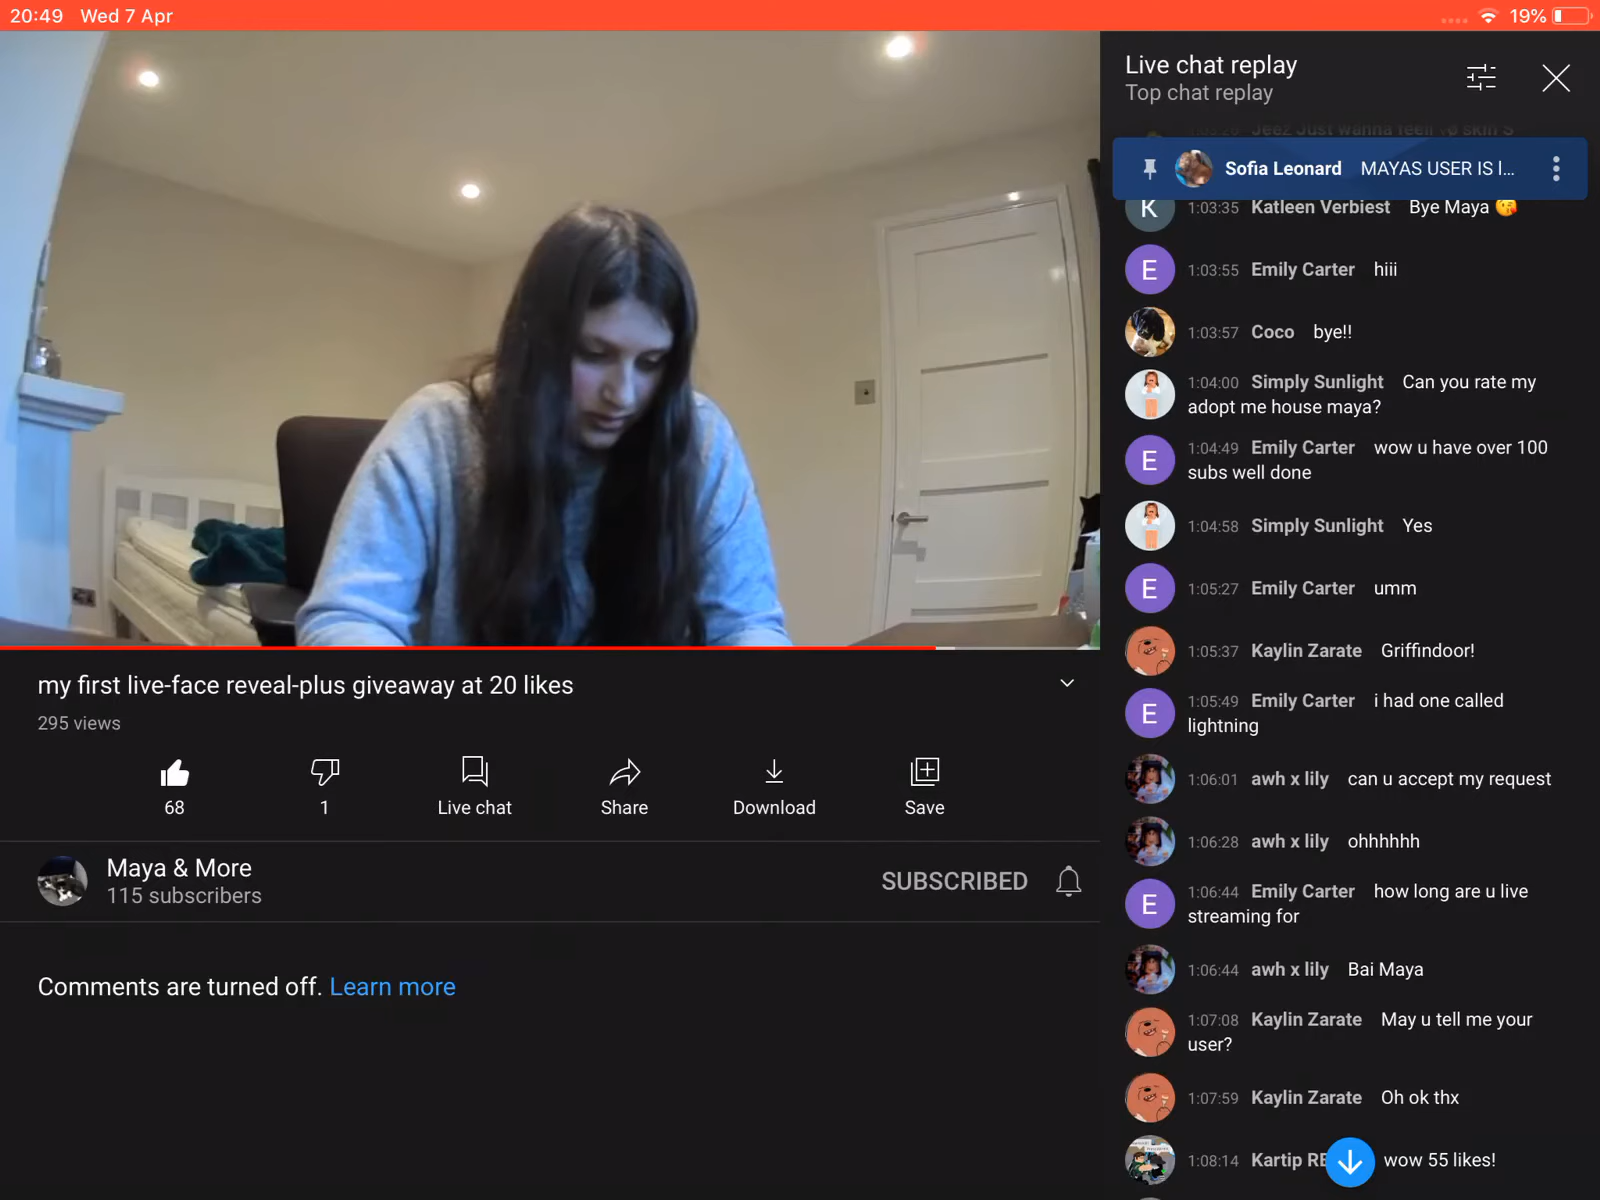 20:49 Wed 7 Apr
19%
Live chat replay
Top chat replay
Sofia Leonard MAYAS USER IS l...
K 1:03:35 Katleen Verbiest Bye Maya 😘
E 1:03:55 Emily Carter hiii
1:03:57 Coco bye!!
1:04:00 Simply Sunlight Can you rate my
adopt me house maya?
E 1:04:49 Emily Carter wow u have over 100
subs well done
1:04:58 Simply Sunlight Yes
E 1:05:27 Emily Carter umm
1:05:37 Kaylin Zarate Griffindoor!
E 1:05:49 Emily Carter i had one called
lightning
1:06:01 awh x lily can u accept my request
1:06:28 awh x lily ohhhhhh
E 1:06:44 Emily Carter how long are u live
streaming for
1:06:44 awh x lily Bai Maya
1:07:08 Kaylin Zarate May u tell me your
user?
1:07:59 Kaylin Zarate Oh ok thx
1:08:14 Kartip wow 55 likes!
my first live-face reveal-plus giveaway at 20 likes
295 views
68
1
Live chat
Share
Download
Save
Maya & More
115 subscribers
SUBSCRIBED
Comments are turned off. Learn more